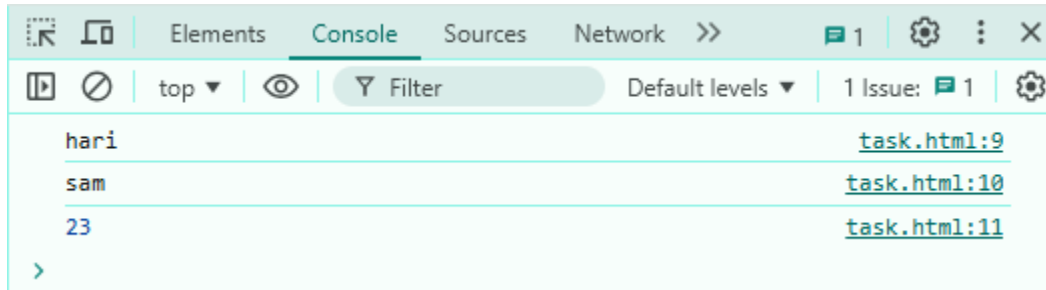 Elements Console Sources Network 1
top Filter Default levels 1 Issue: 1
hari task.html:9
sam task.html:10
23 task.html:11